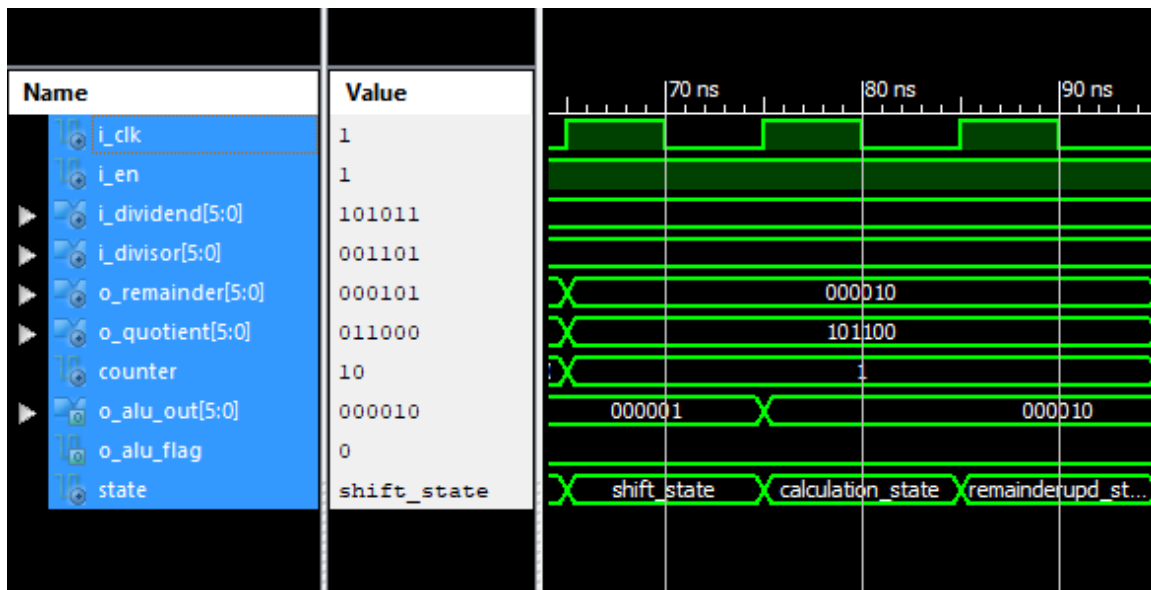 Name Value 70 ns 80 ns 90 ns
i_clk 1
i_en 1
i_dividend[5:0] 101011
i_divisor[5:0] 001101
o_remainder[5:0] 000101 000010
o_quotient[5:0] 011000 101100
counter 10 1
o_alu_out[5:0] 000010 000001 000010
o_alu_flag 0
state shift_state shift_state calculation_state remainderupd_st...